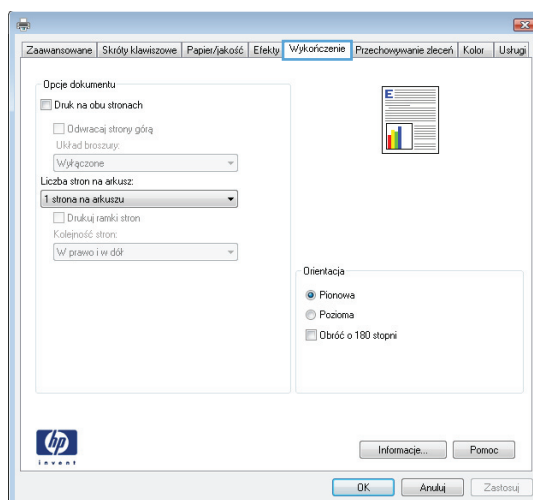 Zaawansowane Skróty klawiszowe Papier/jakość Efekty Wykończenie Przechowywanie zleceń Kolor Usługi
Opcje dokumentu
Druk na obu stronach
Odwracaj strony górą
Układ broszury:
Wyłączone
Liczba stron na arkusz:
1 strona na arkuszu
Drukuj ramki stron
Kolejność stron:
W prawo i w dół
E
Orientacja
Pionowa
Pozioma
Obróć o 180 stopni
hp
invent
Informacje... Pomoc
OK Anuluj Zastosuj